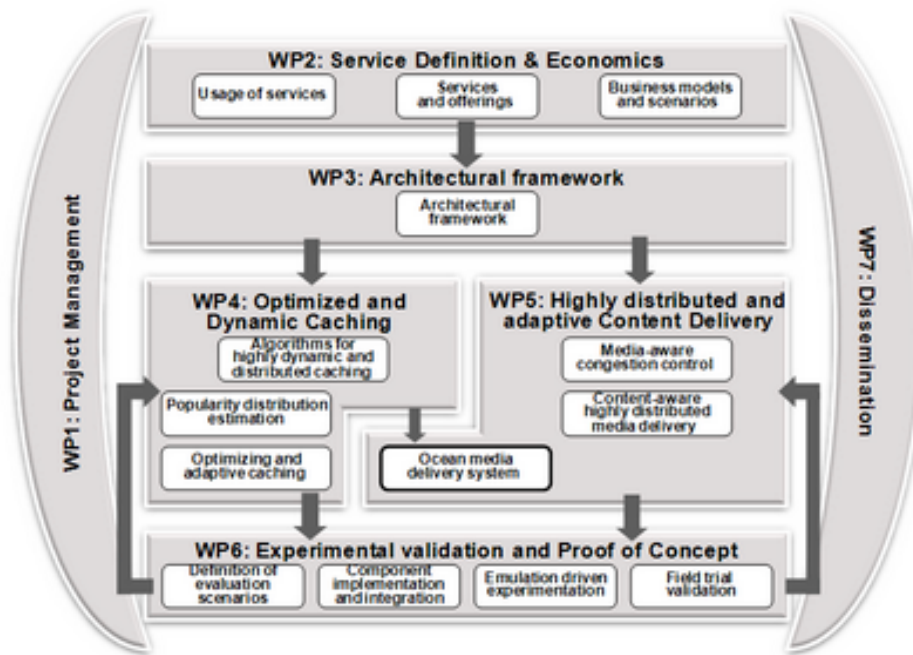 WP2: Service Definition & Economics
Usage of services
Services
and offerings
Business models
and scenarios
WP3: Architectural framework
Architectural
framework
WP1: Project Management
WP7: Dissemination
WP4: Optimized and
Dynamic Caching
Algorithms for
highly dynamic and
distributed caching
Popularity distribution
estimation
Optimizing and
adaptive caching
WP5: Highly distributed and
adaptive Content Delivery
Media-aware
congestion control
Content-aware
highly distributed
media delivery
Ocean media
delivery system
WP6: Experimental validation and Proof of Concept
Definition of
evaluation
scenarios
Component
implementation
and integration
Emulation driven
experimentation
Field trial
validation